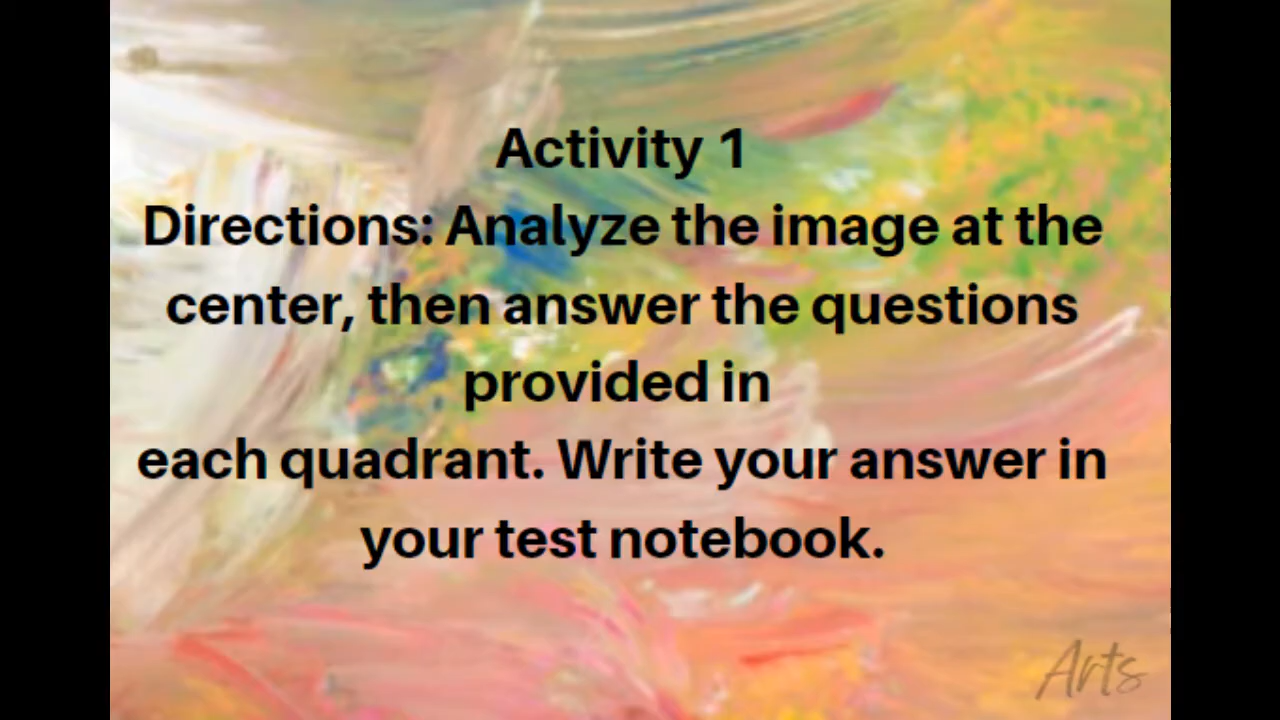 Activity 1
Directions: Analyze the image at the
center, then answer the questions
provided in
each quadrant. Write your answer in
your test notebook.
Arts